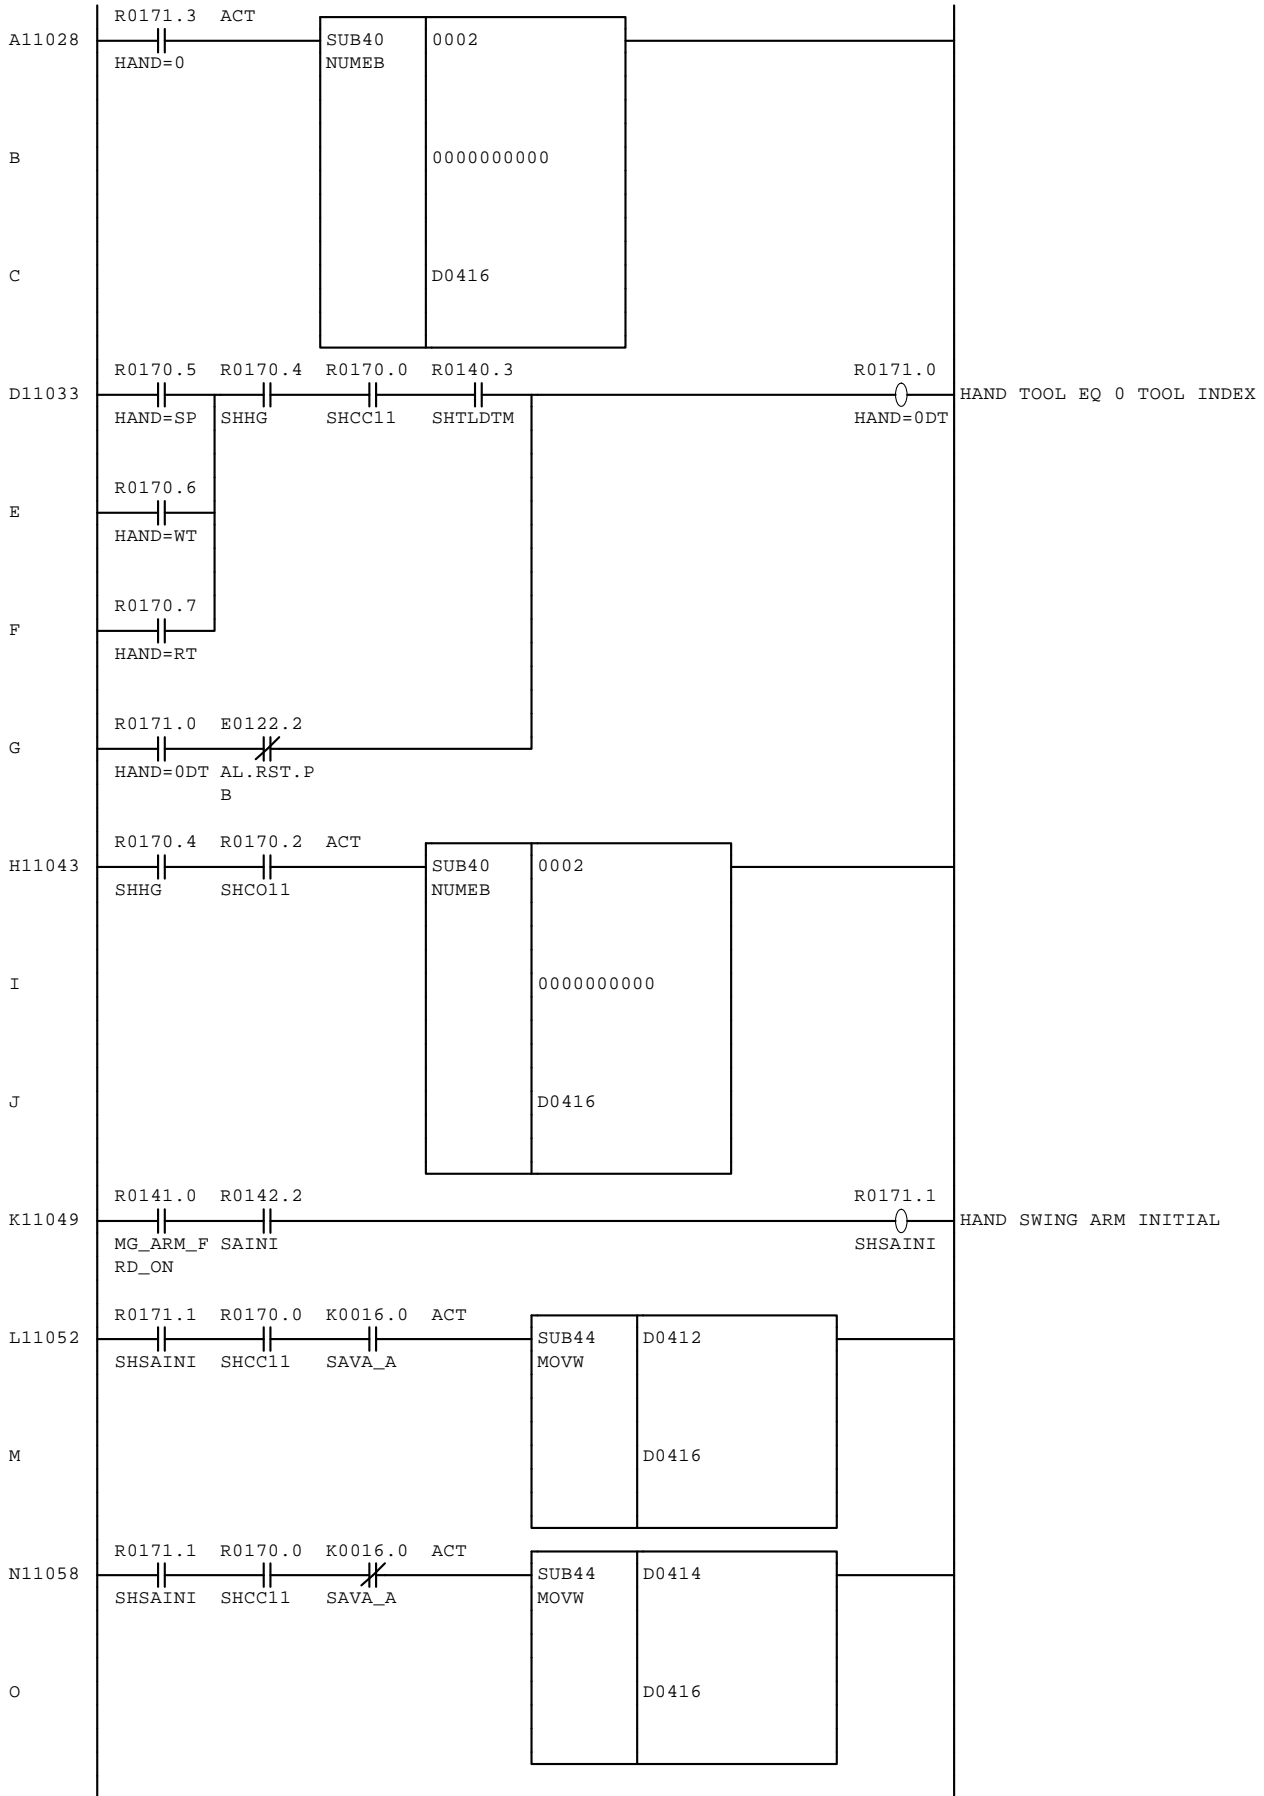 R0171.3 ACT
A11028 SUB40 0002
HAND=0 NUMEB
B 0000000000
C D0416
R0170.5 R0170.4 R0170.0 R0140.3 R0171.0
D11033 HAND TOOL EQ 0 TOOL INDEX
HAND=SP SHHG SHCC11 SHTLDTM HAND=0DT
R0170.6
E
HAND=WT
R0170.7
F
HAND=RT
R0171.0 E0122.2
G
HAND=0DT AL.RST.P
B
R0170.4 R0170.2 ACT
H11043 SUB40 0002
SHHG SHCO11 NUMEB
I 0000000000
J D0416
R0141.0 R0142.2 R0171.1
K11049 HAND SWING ARM INITIAL
MG_ARM_F SAINI SHSAINI
RD_ON
R0171.1 R0170.0 K0016.0 ACT
L11052 SUB44 D0412
SHSAINI SHCC11 SAVA_A MOVW
M D0416
R0171.1 R0170.0 K0016.0 ACT
N11058 SUB44 D0414
SHSAINI SHCC11 SAVA_A MOVW
O D0416